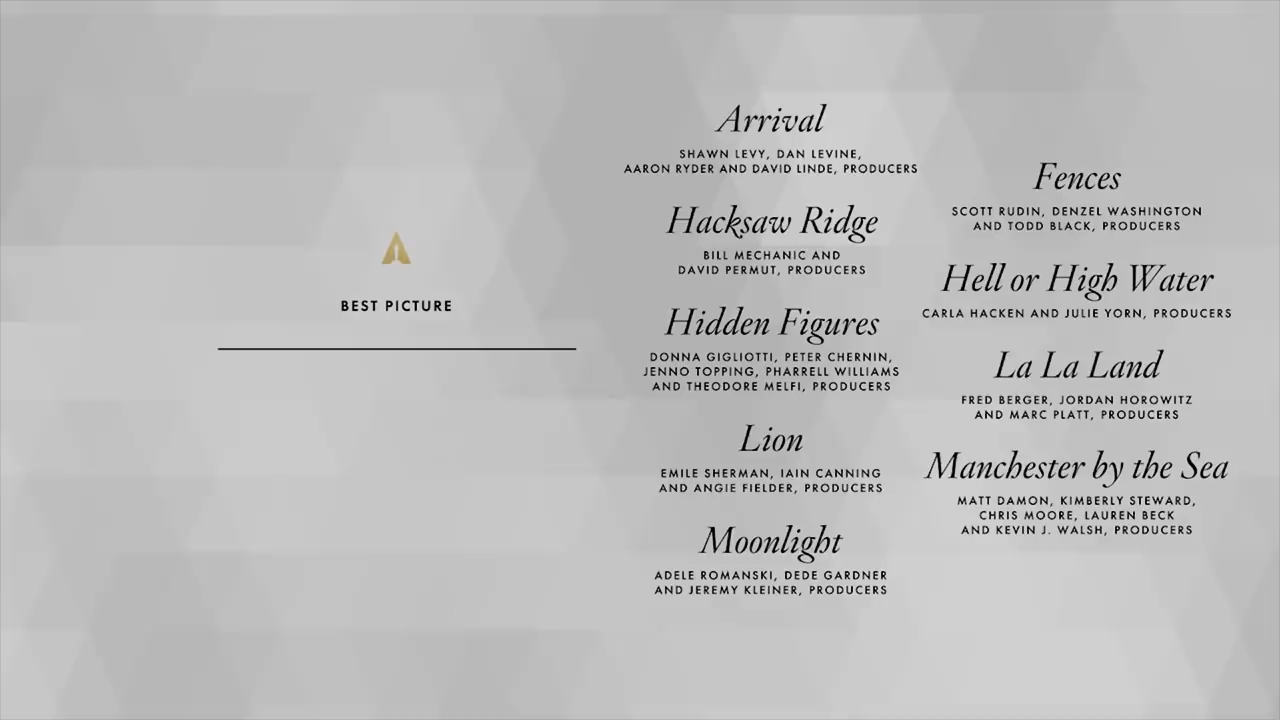 BEST PICTURE
Arrival
SHAWN LEVY, DAN LEVINE,
AARON RYDER AND DAVID LINDE, PRODUCERS
Hacksaw Ridge
BILL MECHANIC AND
DAVID PERMUT, PRODUCERS
Hidden Figures
DONNA GIGLIOTTI, PETER CHERNIN,
JENNO TOPPING, PHARRELL WILLIAMS
AND THEODORE MELFI, PRODUCERS
Lion
EMILE SHERMAN, IAIN CANNING
AND ANGIE FIELDER, PRODUCERS
Moonlight
ADELE ROMANSKI, DEDE GARDNER
AND JEREMY KLEINER, PRODUCERS
Fences
SCOTT RUDIN, DENZEL WASHINGTON
AND TODD BLACK, PRODUCERS
Hell or High Water
CARLA HACKEN AND JULIE YORN, PRODUCERS
La La Land
FRED BERGER, JORDAN HOROWITZ
AND MARC PLATT, PRODUCERS
Manchester by the Sea
MATT DAMON, KIMBERLY STEWARD,
CHRIS MOORE, LAUREN BECK
AND KEVIN J. WALSH, PRODUCERS